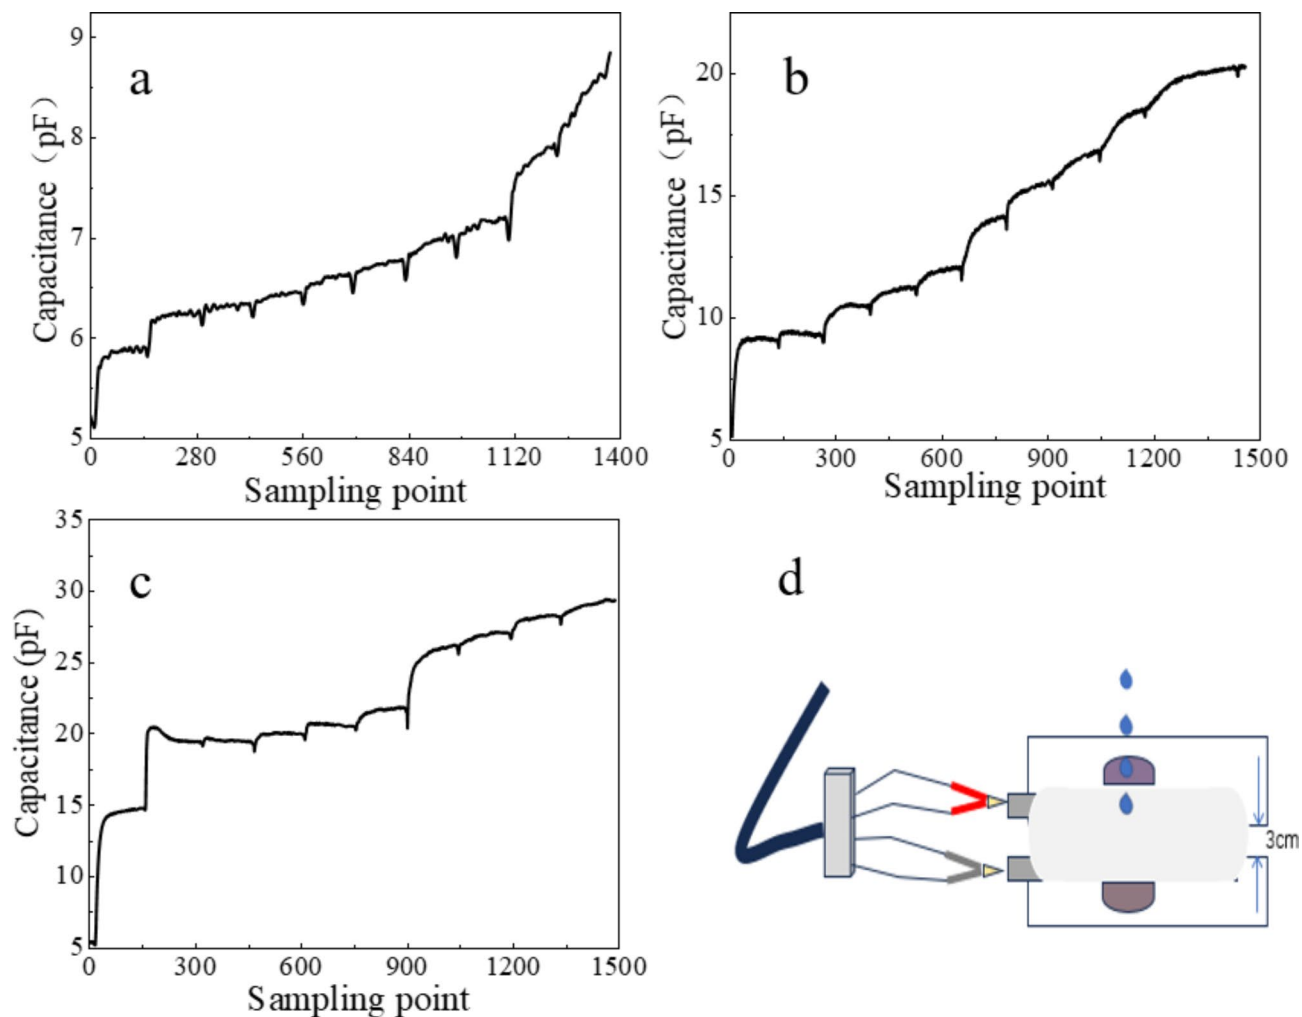 a
Capacitance（pF）
9
8
7
6
5
0 280 560 840 1120 1400
Sampling point
b
Capacitance（pF）
20
15
10
5
0 300 600 900 1200 1500
Sampling point
c
Capacitance (pF)
35
30
25
20
15
10
5
0 300 600 900 1200 1500
Sampling point
d
3cm